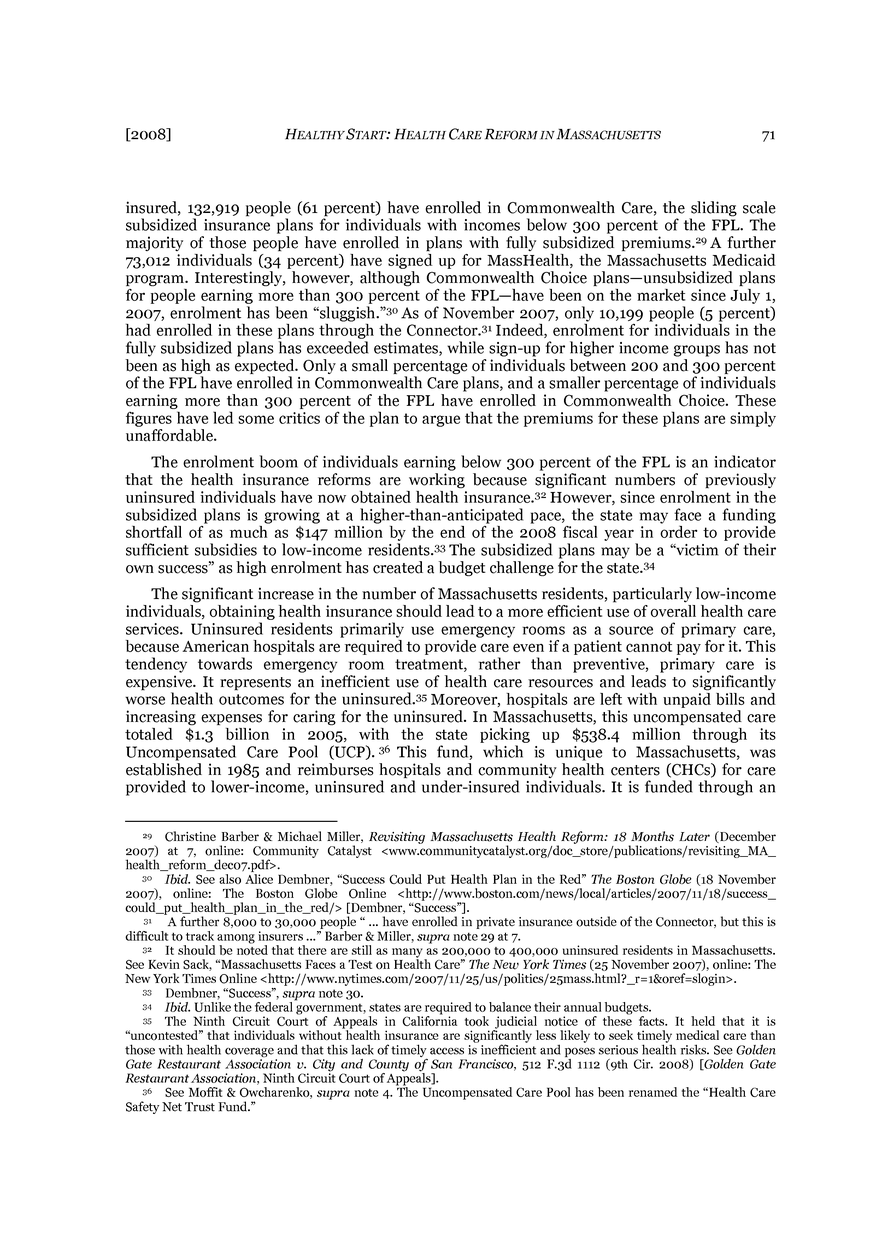 [2008] HEALTHY START: HEALTH CARE REFORM IN MASSACHUSETTS 71
insured, 132,919 people (61 percent) have enrolled in Commonwealth Care, the sliding scale
subsidized insurance plans for individuals with incomes below 300 percent of the FPL. The
majority of those people have enrolled in plans with fully subsidized premiums.29 A further
73,012 individuals (34 percent) have signed up for MassHealth, the Massachusetts Medicaid
program. Interestingly, however, although Commonwealth Choice plans—unsubsidized plans
for people earning more than 300 percent of the FPL—have been on the market since July 1,
2007, enrolment has been “sluggish.”30 As of November 2007, only 10,199 people (5 percent)
had enrolled in these plans through the Connector.31 Indeed, enrolment for individuals in the
fully subsidized plans has exceeded estimates, while sign-up for higher income groups has not
been as high as expected. Only a small percentage of individuals between 200 and 300 percent
of the FPL have enrolled in Commonwealth Care plans, and a smaller percentage of individuals
earning more than 300 percent of the FPL have enrolled in Commonwealth Choice. These
figures have led some critics of the plan to argue that the premiums for these plans are simply
unaffordable.
The enrolment boom of individuals earning below 300 percent of the FPL is an indicator
that the health insurance reforms are working because significant numbers of previously
uninsured individuals have now obtained health insurance.32 However, since enrolment in the
subsidized plans is growing at a higher-than-anticipated pace, the state may face a funding
shortfall of as much as $147 million by the end of the 2008 fiscal year in order to provide
sufficient subsidies to low-income residents.33 The subsidized plans may be a “victim of their
own success” as high enrolment has created a budget challenge for the state.34
The significant increase in the number of Massachusetts residents, particularly low-income
individuals, obtaining health insurance should lead to a more efficient use of overall health care
services. Uninsured residents primarily use emergency rooms as a source of primary care,
because American hospitals are required to provide care even if a patient cannot pay for it. This
tendency towards emergency room treatment, rather than preventive, primary care is
expensive. It represents an inefficient use of health care resources and leads to significantly
worse health outcomes for the uninsured.35 Moreover, hospitals are left with unpaid bills and
increasing expenses for caring for the uninsured. In Massachusetts, this uncompensated care
totaled $1.3 billion in 2005, with the state picking up $538.4 million through its
Uncompensated Care Pool (UCP). 36 This fund, which is unique to Massachusetts, was
established in 1985 and reimburses hospitals and community health centers (CHCs) for care
provided to lower-income, uninsured and under-insured individuals. It is funded through an
29 Christine Barber & Michael Miller, Revisiting Massachusetts Health Reform: 18 Months Later (December
2007) at 7, online: Community Catalyst <www.communitycatalyst.org/doc_store/publications/revisiting_MA_
health_reform_dec07.pdf>.
30 Ibid. See also Alice Dembner, “Success Could Put Health Plan in the Red” The Boston Globe (18 November
2007), online: The Boston Globe Online <http://www.boston.com/news/local/articles/2007/11/18/success_
could_put_health_plan_in_the_red/> [Dembner, “Success”].
31 A further 8,000 to 30,000 people “ ... have enrolled in private insurance outside of the Connector, but this is
difficult to track among insurers ...” Barber & Miller, supra note 29 at 7.
32 It should be noted that there are still as many as 200,000 to 400,000 uninsured residents in Massachusetts.
See Kevin Sack, “Massachusetts Faces a Test on Health Care” The New York Times (25 November 2007), online: The
New York Times Online <http://www.nytimes.com/2007/11/25/us/politics/25mass.html?_r=1&oref=slogin>.
33 Dembner, “Success”, supra note 30.
34 Ibid. Unlike the federal government, states are required to balance their annual budgets.
35 The Ninth Circuit Court of Appeals in California took judicial notice of these facts. It held that it is
“uncontested” that individuals without health insurance are significantly less likely to seek timely medical care than
those with health coverage and that this lack of timely access is inefficient and poses serious health risks. See Golden
Gate Restaurant Association v. City and County of San Francisco, 512 F.3d 1112 (9th Cir. 2008) [Golden Gate
Restaurant Association, Ninth Circuit Court of Appeals].
36 See Moffit & Owcharenko, supra note 4. The Uncompensated Care Pool has been renamed the “Health Care
Safety Net Trust Fund.”